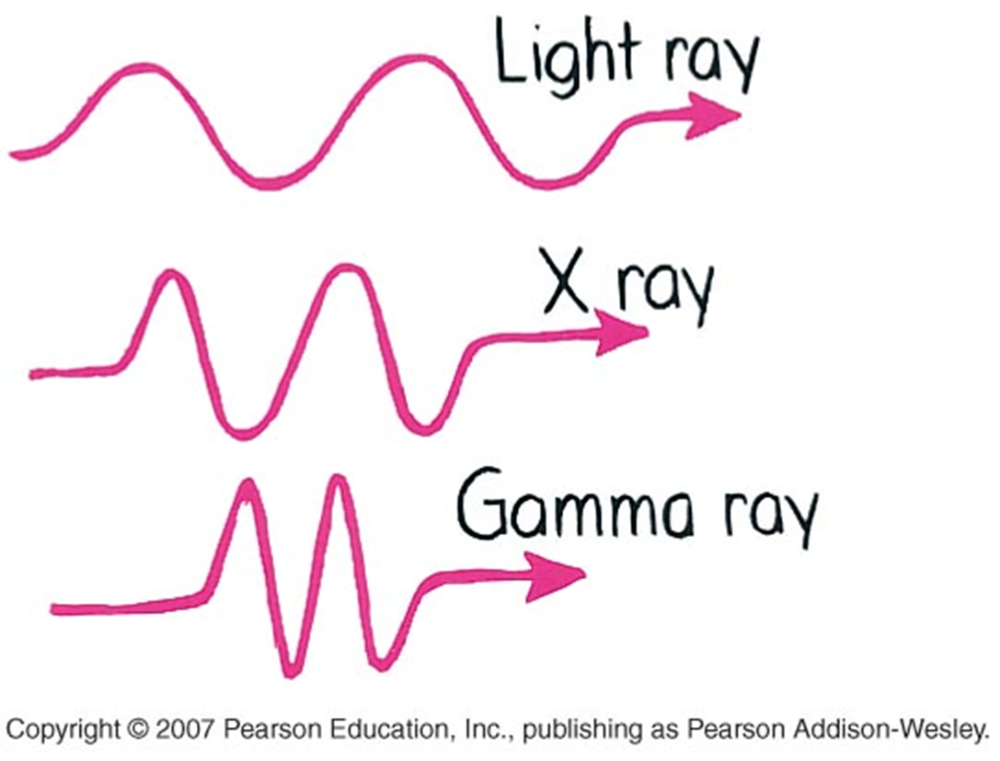 Light ray
X ray
Gamma ray
Copyright © 2007 Pearson Education, Inc., publishing as Pearson Addison-Wesley.